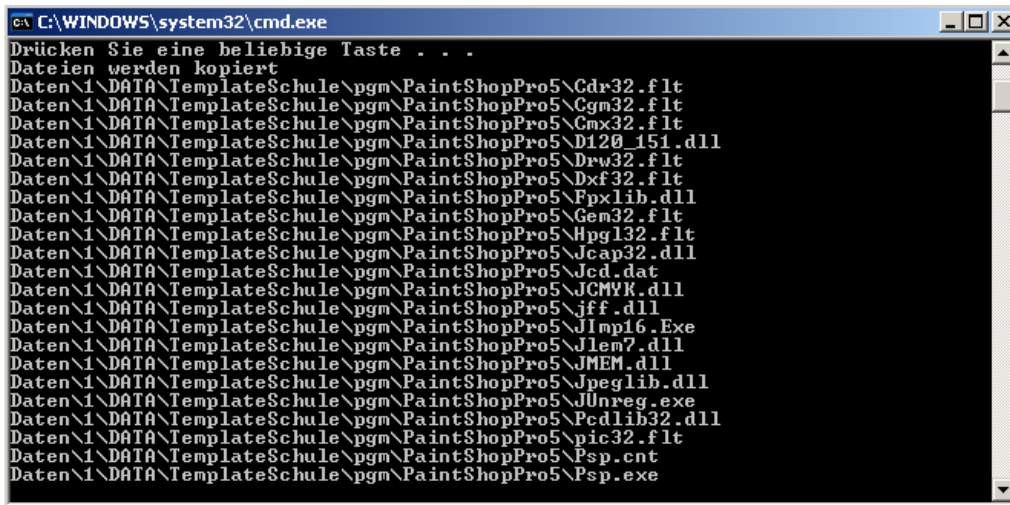 C:\WINDOWS\system32\cmd.exe
Drücken Sie eine beliebige Taste . . .
Dateien werden kopiert
Daten\1\DATA\TemplateSchule\pgm\PaintShopPro5\Cdr32.flt
Daten\1\DATA\TemplateSchule\pgm\PaintShopPro5\Cgm32.flt
Daten\1\DATA\TemplateSchule\pgm\PaintShopPro5\Cmx32.flt
Daten\1\DATA\TemplateSchule\pgm\PaintShopPro5\D120_151.dll
Daten\1\DATA\TemplateSchule\pgm\PaintShopPro5\Drw32.flt
Daten\1\DATA\TemplateSchule\pgm\PaintShopPro5\Dxf32.flt
Daten\1\DATA\TemplateSchule\pgm\PaintShopPro5\Fpxlib.dll
Daten\1\DATA\TemplateSchule\pgm\PaintShopPro5\Gem32.flt
Daten\1\DATA\TemplateSchule\pgm\PaintShopPro5\Hpgl32.flt
Daten\1\DATA\TemplateSchule\pgm\PaintShopPro5\Jcap32.dll
Daten\1\DATA\TemplateSchule\pgm\PaintShopPro5\Jcd.dat
Daten\1\DATA\TemplateSchule\pgm\PaintShopPro5\JCMYK.dll
Daten\1\DATA\TemplateSchule\pgm\PaintShopPro5\jff.dll
Daten\1\DATA\TemplateSchule\pgm\PaintShopPro5\JImp16.Exe
Daten\1\DATA\TemplateSchule\pgm\PaintShopPro5\Jlem7.dll
Daten\1\DATA\TemplateSchule\pgm\PaintShopPro5\JMEM.dll
Daten\1\DATA\TemplateSchule\pgm\PaintShopPro5\Jpeglib.dll
Daten\1\DATA\TemplateSchule\pgm\PaintShopPro5\JUnreg.exe
Daten\1\DATA\TemplateSchule\pgm\PaintShopPro5\Pcdlib32.dll
Daten\1\DATA\TemplateSchule\pgm\PaintShopPro5\pic32.flt
Daten\1\DATA\TemplateSchule\pgm\PaintShopPro5\Psp.cnt
Daten\1\DATA\TemplateSchule\pgm\PaintShopPro5\Psp.exe